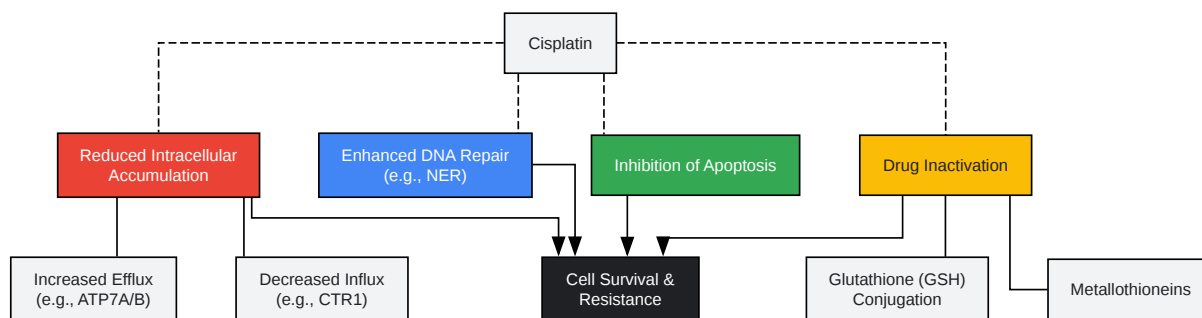 Cisplatin
Reduced Intracellular
Accumulation
Enhanced DNA Repair
(e.g., NER)
Inhibition of Apoptosis
Drug Inactivation
Increased Efflux
(e.g., ATP7A/B)
Decreased Influx
(e.g., CTR1)
Cell Survival &
Resistance
Glutathione (GSH)
Conjugation
Metallothioneins